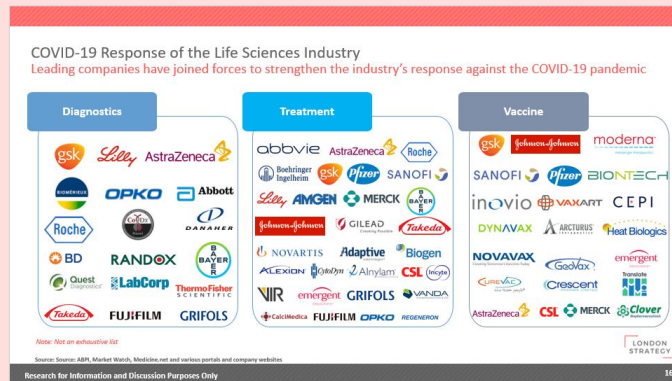 COVID-19 Response of the Life Sciences Industry
Leading companies have joined forces to strengthen the industry's response against the COVID-19 pandemic
Diagnostics
gsk Lilly AstraZeneca
BIOMÉRIEUX OPKO Abbott
Roche CoVDx DANAHER
BD RANDOX BAYER
Quest Diagnostics LabCorp ThermoFisher SCIENTIFIC
Takeda FUJIFILM GRIFOLS
Treatment
abbvie AstraZeneca Roche
Boehringer Ingelheim gsk Pfizer SANOFI
Lilly AMGEN MERCK BAYER
Johnson&Johnson GILEAD Creating Possible Takeda
NOVARTIS Adaptive Biogen
ALEXION CytoDyn Alnylam CSL Incyte
VIR emergent GRIFOLS VANDA
CalciMedica FUJIFILM OPKO REGENERON
Vaccine
gsk Johnson&Johnson moderna
SANOFI Pfizer BIONTECH
inovio VAXART CEPI
DYNAVAX ARCTURUS Heat Biologics
NOVAVAX GeoVax emergent
CUREVAC Crescent Translate
AstraZeneca CSL MERCK Clover
Note: Not an exhaustive list
Source: Source: ABPI, Market Watch, Medicine.net and various portals and company websites
LONDON
STRATEGY
Research for Information and Discussion Purposes Only
16